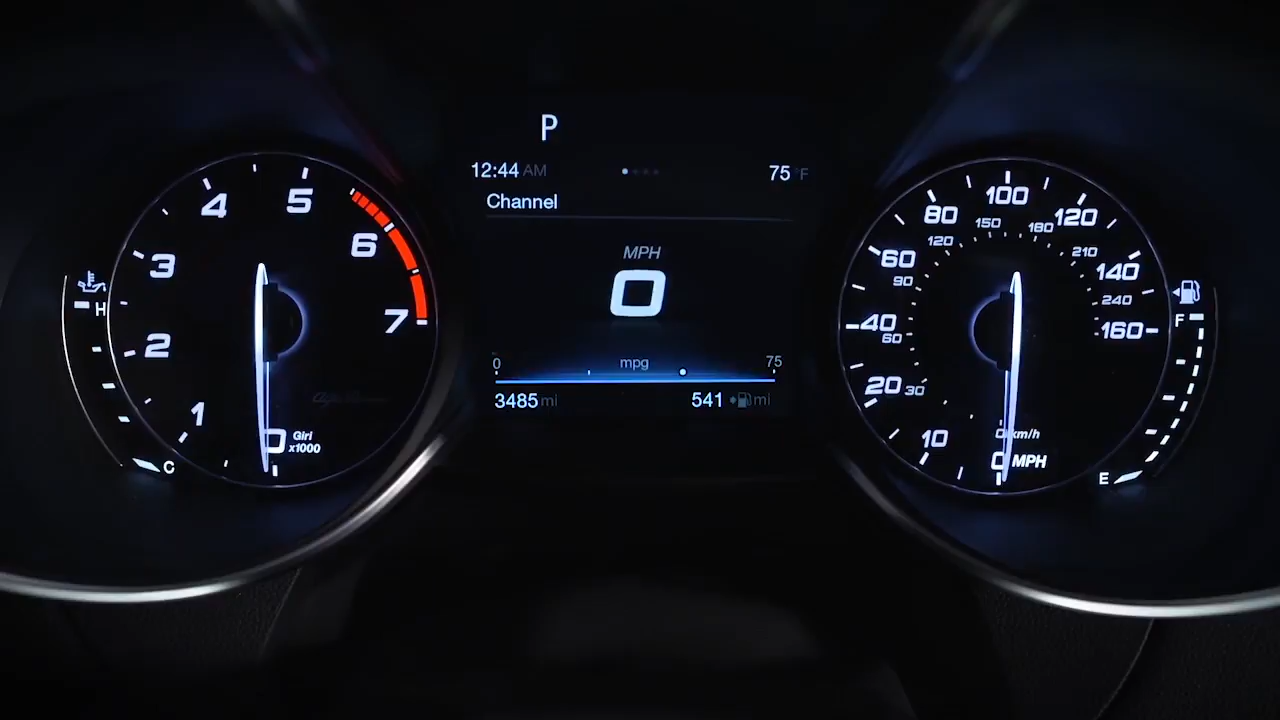 P
12:44 AM
75 °F
Channel
MPH
0
0 mpg 75
3485 mi
541 mi
H
C
1
2
3
4
5
6
7
0 Giri
x1000
10
20
40
60
80
100
120
140
160
30
60
90
120
150
180
210
240
0 km/h
0 MPH
F
E